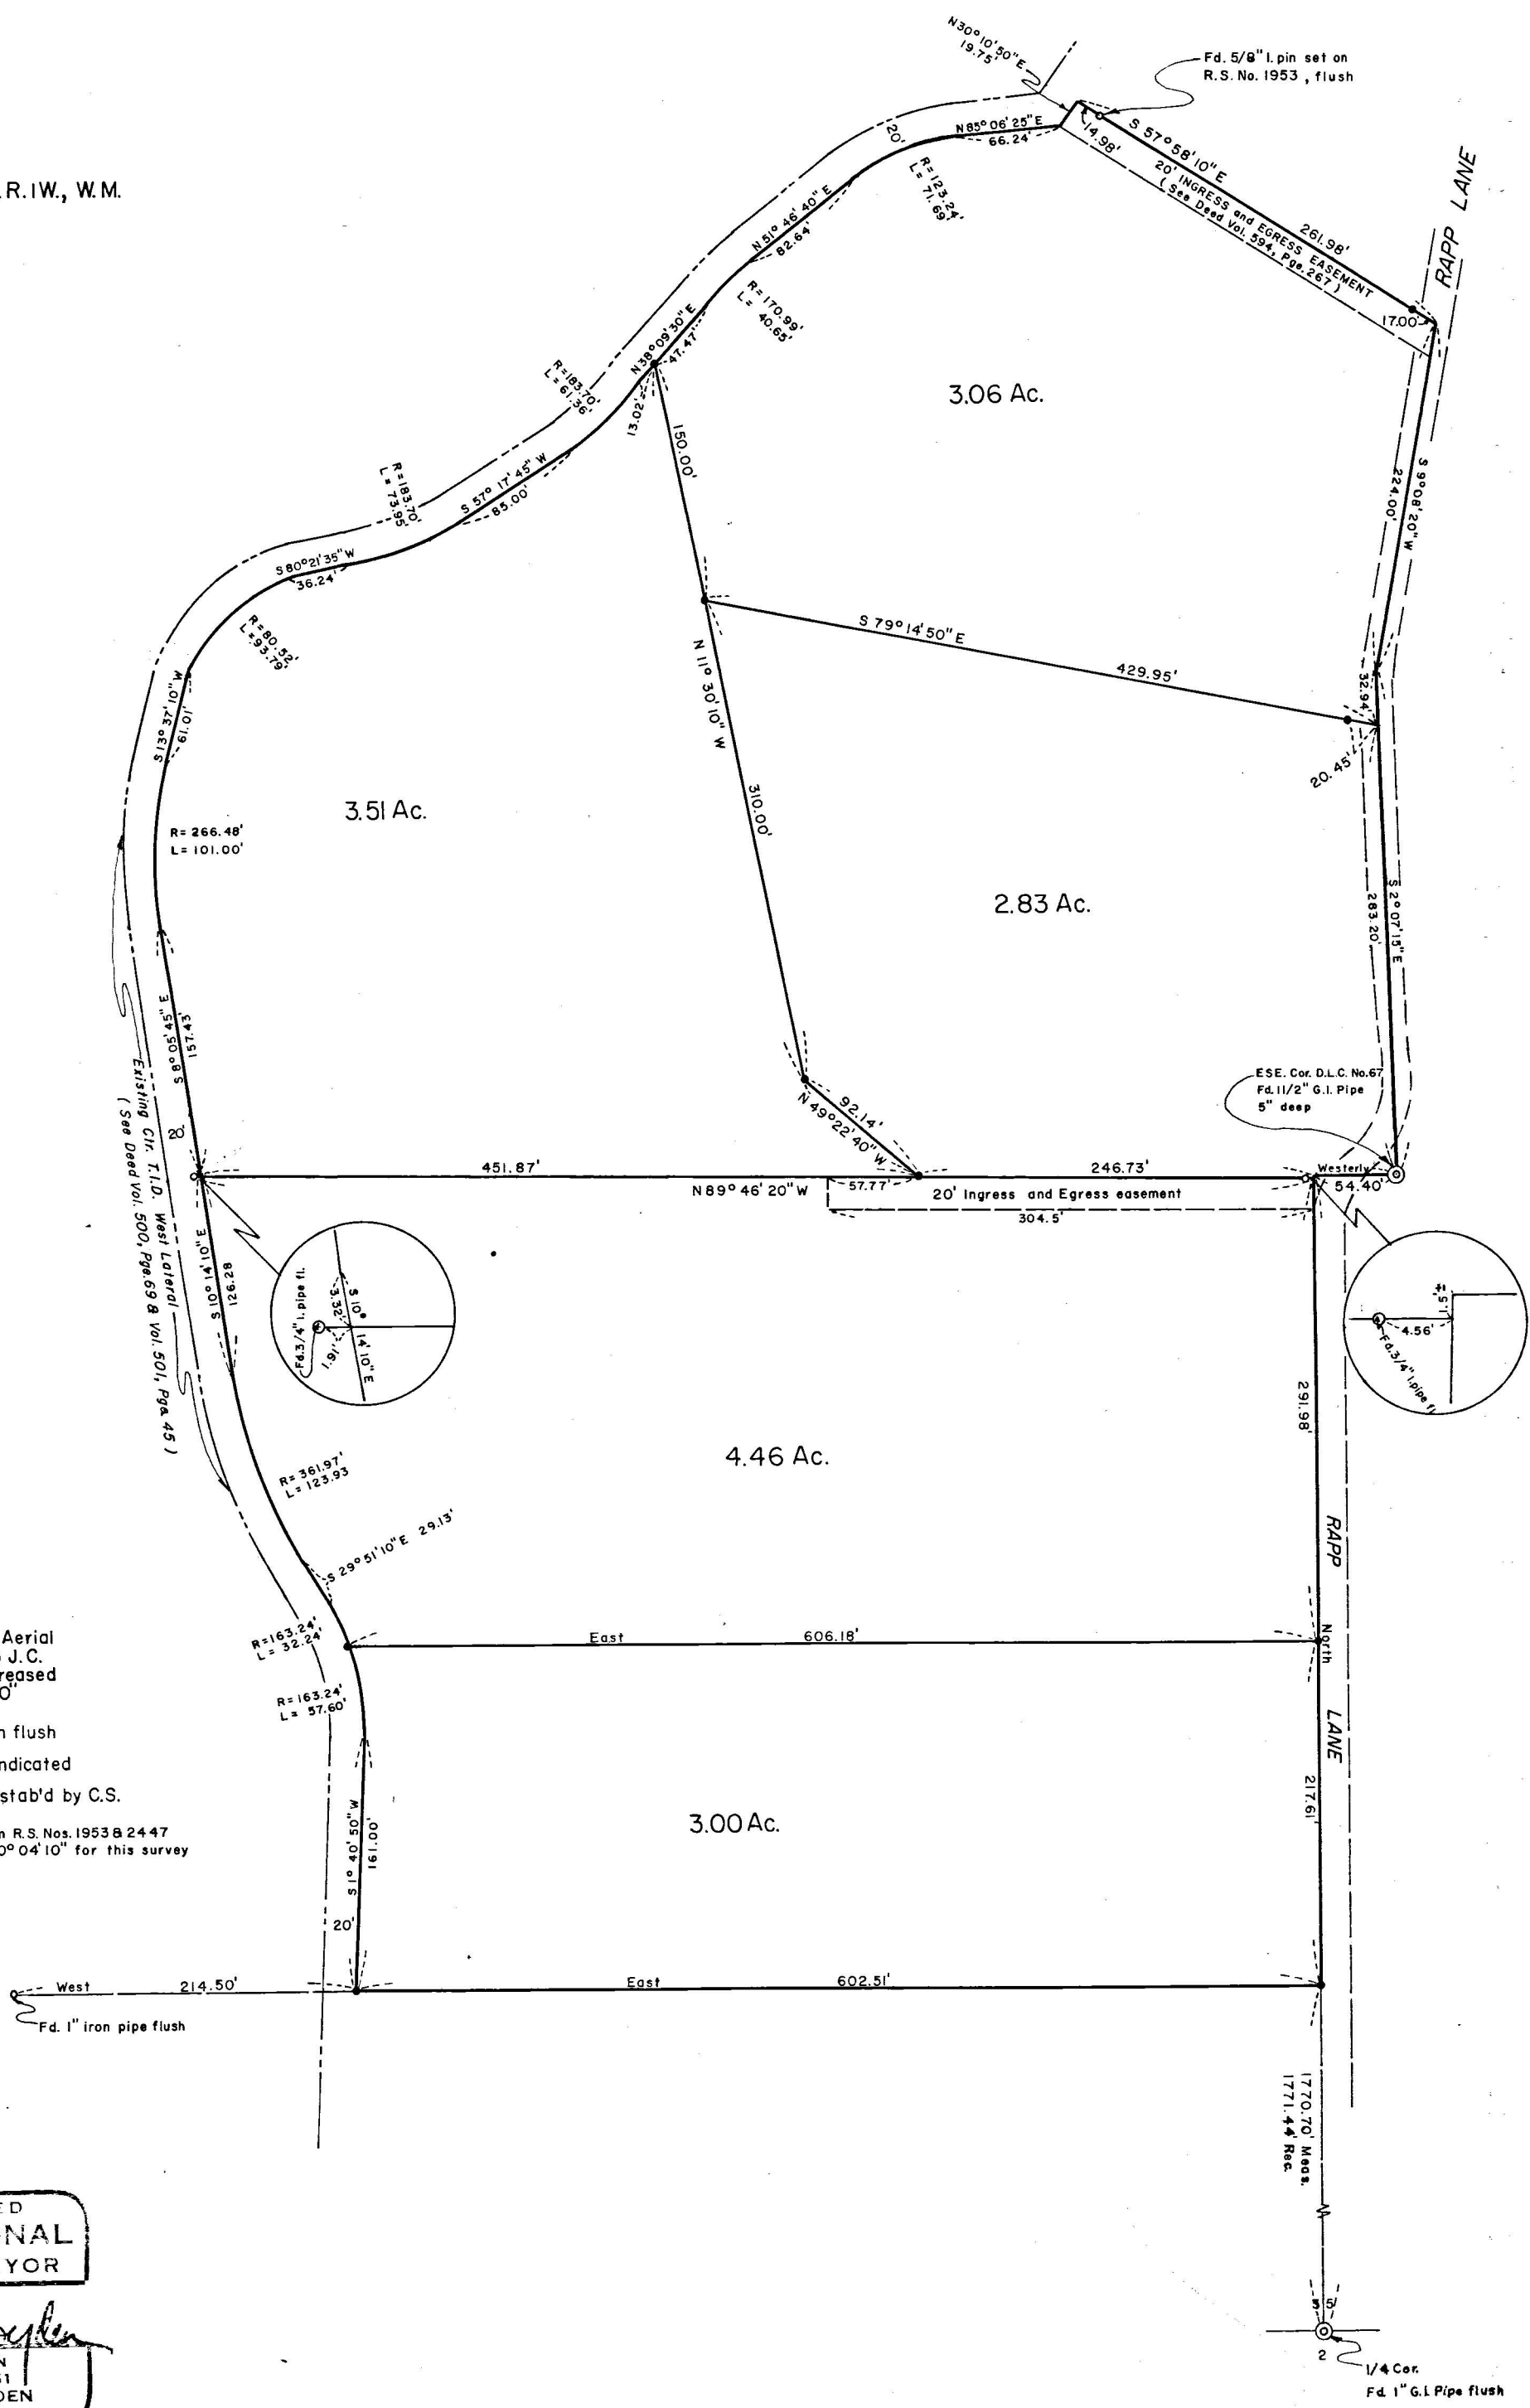 N30°10'50"E
19.75'
Fd. 5/8" I. pin set on
R.S. No. 1953 , flush
R.1W., W.M.
20'
N85°06'25"E
66.24'
14.98'
S 57°58'10"E
261.98'
20' INGRESS and EGRESS EASEMENT
( See Deed Vol. 594, Pge. 267 )
17.00'
RAPP LANE
R=123.24'
L= 71.69'
N51°46'40"E
82.64'
R= 170.99'
L= 40.65'
N38°09'30"E
47.47'
R=183.70'
L= 61.36'
13.02'
150.00'
3.06 Ac.
224.00'
S 9°08'20"W
S 57°17'45" W
85.00'
R=183.70'
L= 73.95'
S80°21'35"W
36.24'
R=80.52'
L=93.79'
S 79°14'50"E
429.95'
32.94'
20.45'
N 11°30'10" W
310.00'
S13°37'10"W
61.01'
3.51 Ac.
R= 266.48'
L= 101.00'
2.83 Ac.
283.20'
S 2°07'15"E
S 8°05'45" E
157.43'
20'
Existing Ctr. T.I.D. West Lateral
( See Deed Vol. 500, Pge. 69 & Vol. 501, Pge. 45 )
92.14'
N 49°22'40" W
ESE. Cor. D.L.C. No.67
Fd. 1 1/2" G.I. Pipe
5" deep
451.87'
246.73'
Westerly
54.40'
N89°46'20"W
57.77'
20' Ingress and Egress easement
304.5'
S 10°14'10"E
126.28
Fd.3/4" I. pipe fl.
3.32'
1.91'
S 10°14'10"E
4.56'
1.5'±
Fd.3/4" I.pipe fl.
R= 361.97'
L= 123.93
4.46 Ac.
291.98'
RAPP LANE
S 29°51'10"E 29.13'
R=163.24'
L= 32.24'
East
606.18'
North
Aerial
J.C.
reased
0"
R=163.24'
L= 57.60'
n flush
ndicated
stab'd by C.S.
n R.S. Nos. 1953 & 2447
0°04'10" for this survey
S 1°40'50"W
161.00'
3.00 Ac.
217.61'
20'
West
214.50'
East
602.51'
Fd. 1" iron pipe flush
1770.70' Meas.
1771.44' Rec.
ED
NAL
YOR
N
51
DEN
2
1/4 Cor.
Fd. 1" G.I. Pipe flush